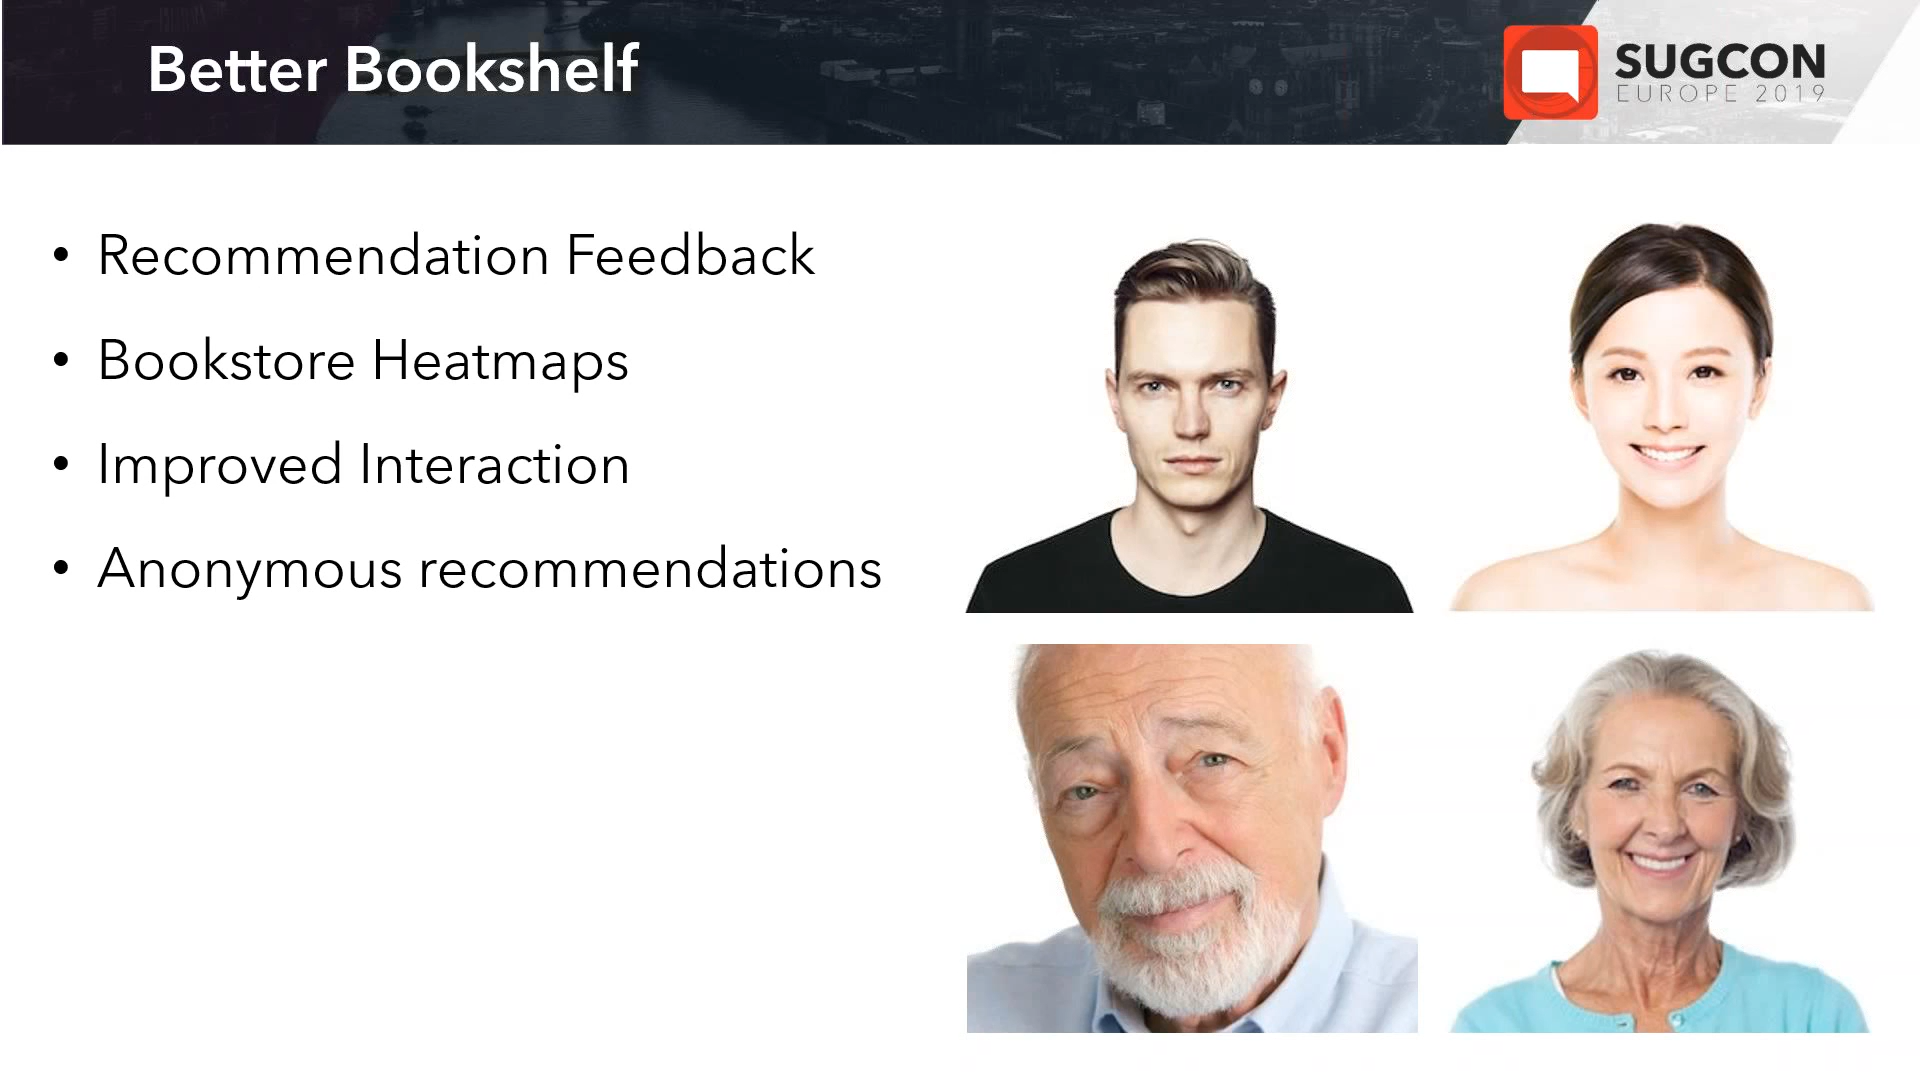 Better Bookshelf
SUGCON
EUROPE 2019
• Recommendation Feedback
• Bookstore Heatmaps
• Improved Interaction
• Anonymous recommendations